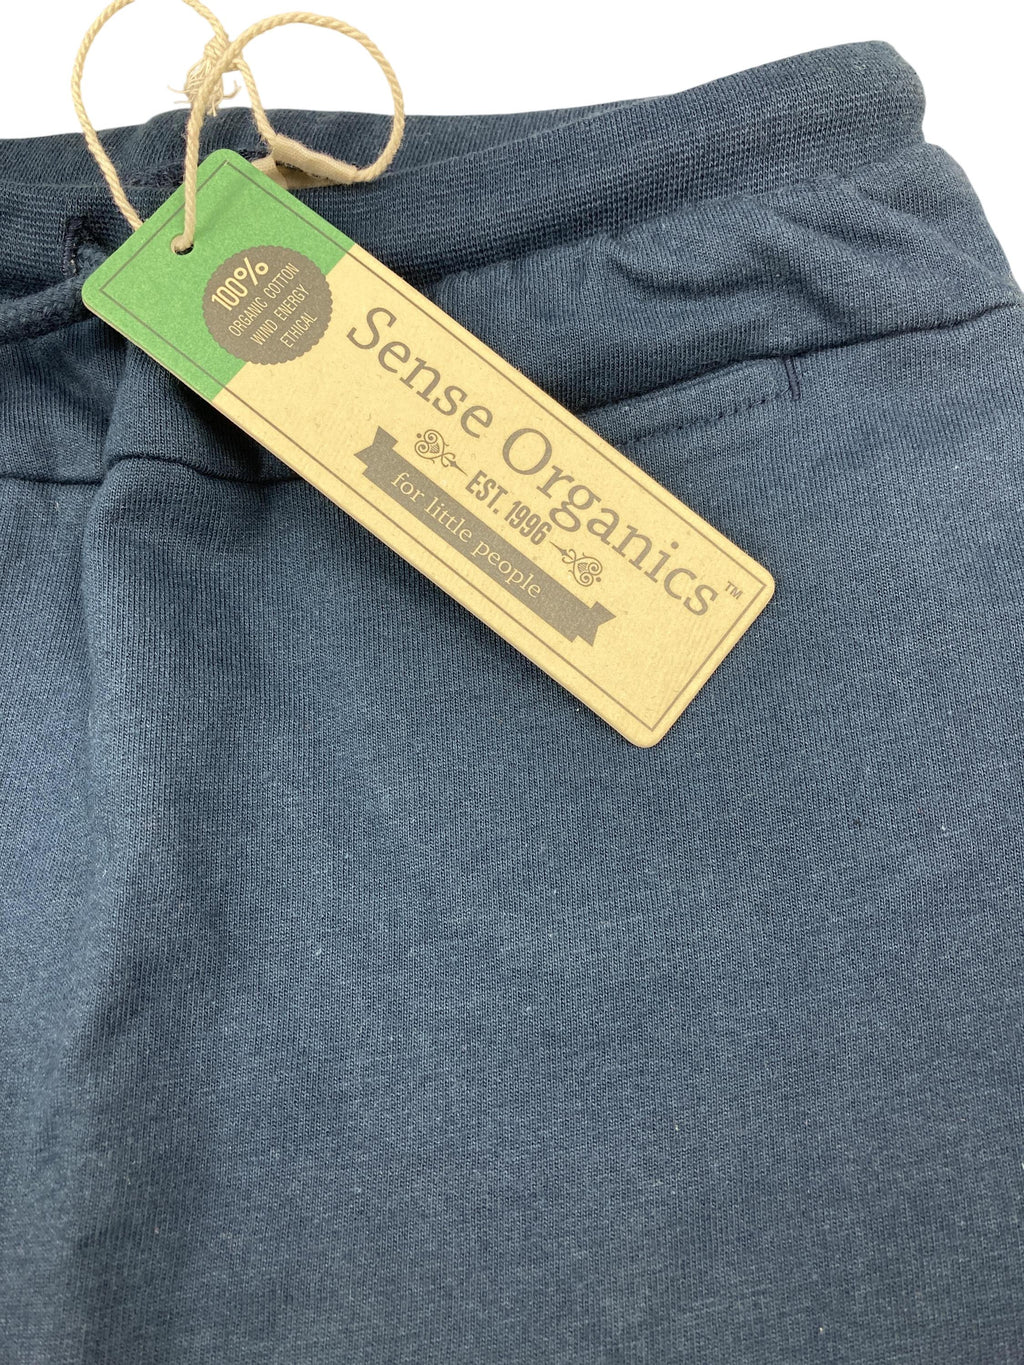 100%
ORGANIC COTTON
WIND ENERGY
ETHICAL
Sense Organics™
EST. 1996
for little people